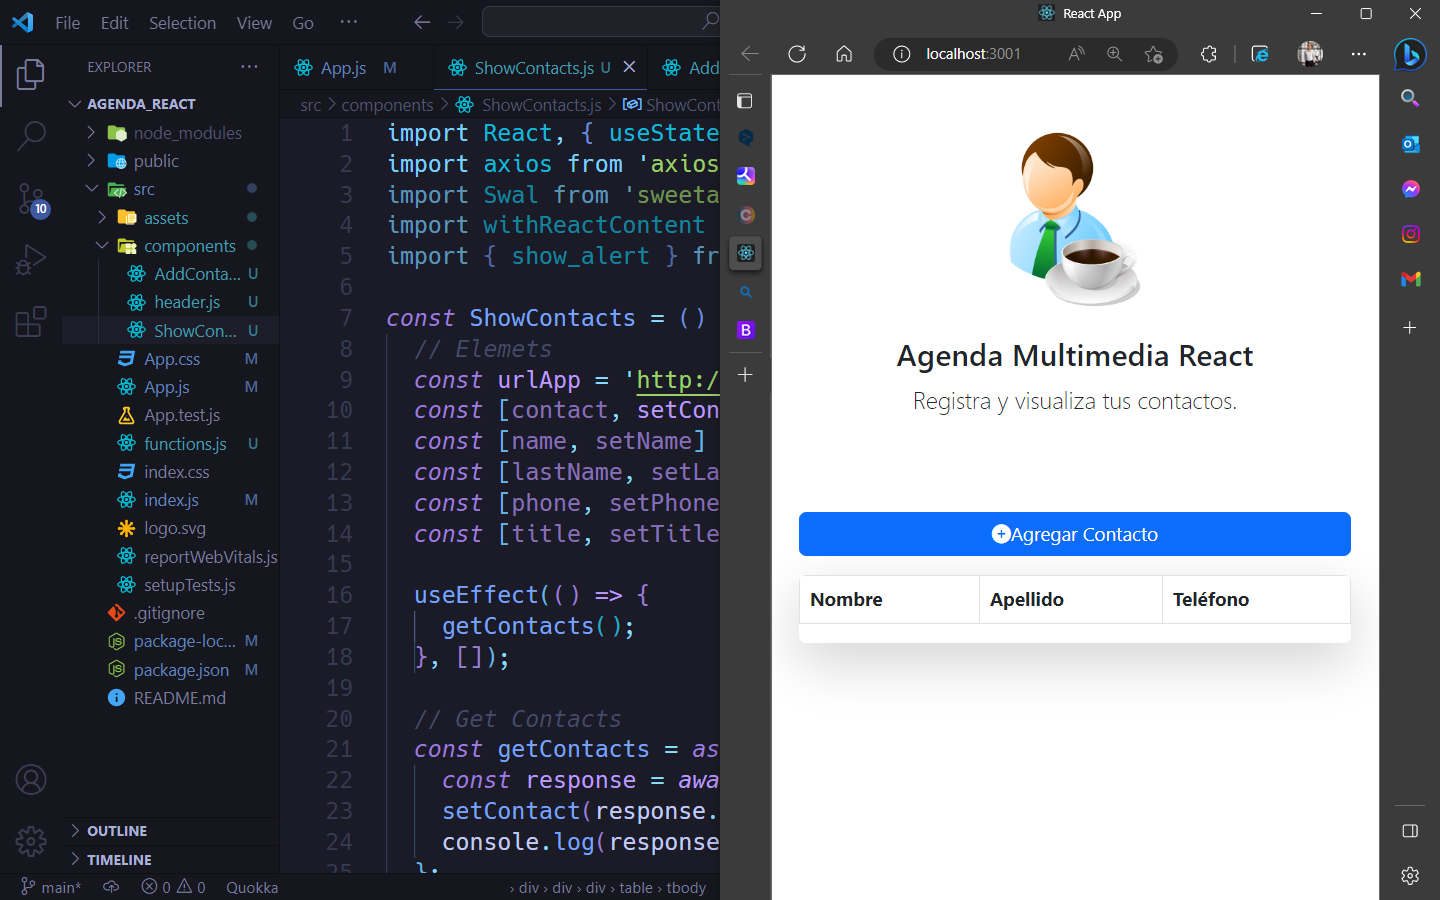 File Edit Selection View Go ···
EXPLORER ···
AGENDA_REACT
node_modules
public
src
assets
components
AddConta... U
header.js U
ShowCon... U
App.css M
App.js M
App.test.js
functions.js U
index.css
index.js M
logo.svg
reportWebVitals.js
setupTests.js
.gitignore
package-loc... M
package.json M
README.md
OUTLINE
TIMELINE
10
main* 0 0 Quokka › div › div › div › table › tbody
App.js M ShowContacts.js U Add
src > components > ShowContacts.js > ShowCont
1 import React, { useState
2 import axios from 'axios
3 import Swal from 'sweeta
4 import withReactContent
5 import { show_alert } fr
6
7 const ShowContacts = ()
8 // Elemets
9 const urlApp = 'http:/
10 const [contact, setCon
11 const [name, setName]
12 const [lastName, setLa
13 const [phone, setPhone
14 const [title, setTitle
15
16 useEffect(() => {
17 getContacts();
18 }, []);
19
20 // Get Contacts
21 const getContacts = as
22 const response = awa
23 setContact(response.
24 console.log(response
25 };
React App
localhost:3001
Agenda Multimedia React
Registra y visualiza tus contactos.
Agregar Contacto
Nombre Apellido Teléfono